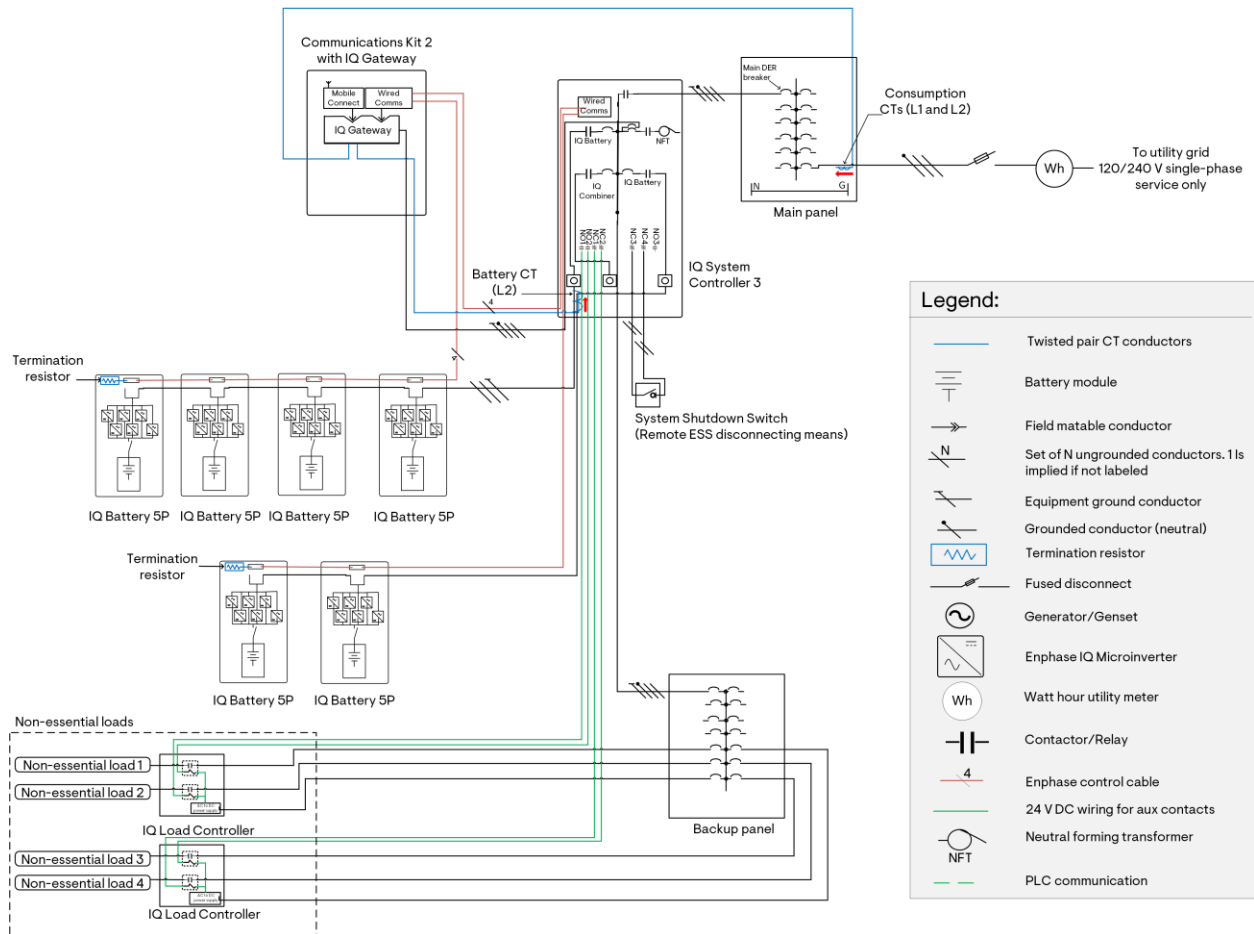 Communications Kit 2
with IQ Gateway
Mobile
Connect
Wired
Comms
IQ Gateway
Wired
Comms
IQ Battery
NFT
IQ
Combiner
IQ Battery
NO1
NO2
NC1
NC2
NC3
NC4
NO3
Main DER
breaker
N
G
Main panel
Consumption
CTs (L1 and L2)
Wh
To utility grid
120/240 V single-phase
service only
IQ System
Controller 3
Battery CT
(L2)
4
4
System Shutdown Switch
(Remote ESS disconnecting means)
Termination
resistor
IQ Battery 5P
IQ Battery 5P
IQ Battery 5P
IQ Battery 5P
Termination
resistor
IQ Battery 5P
IQ Battery 5P
Non-essential loads
Non-essential load 1
Non-essential load 2
IQ Load Controller
Non-essential load 3
Non-essential load 4
IQ Load Controller
Backup panel
Legend:
Twisted pair CT conductors
Battery module
Field matable conductor
N
Set of N ungrounded conductors. 1 Is
implied if not labeled
Equipment ground conductor
Grounded conductor (neutral)
Termination resistor
Fused disconnect
Generator/Genset
Enphase IQ Microinverter
Wh
Watt hour utility meter
Contactor/Relay
4
Enphase control cable
24 V DC wiring for aux contacts
NFT
Neutral forming transformer
PLC communication